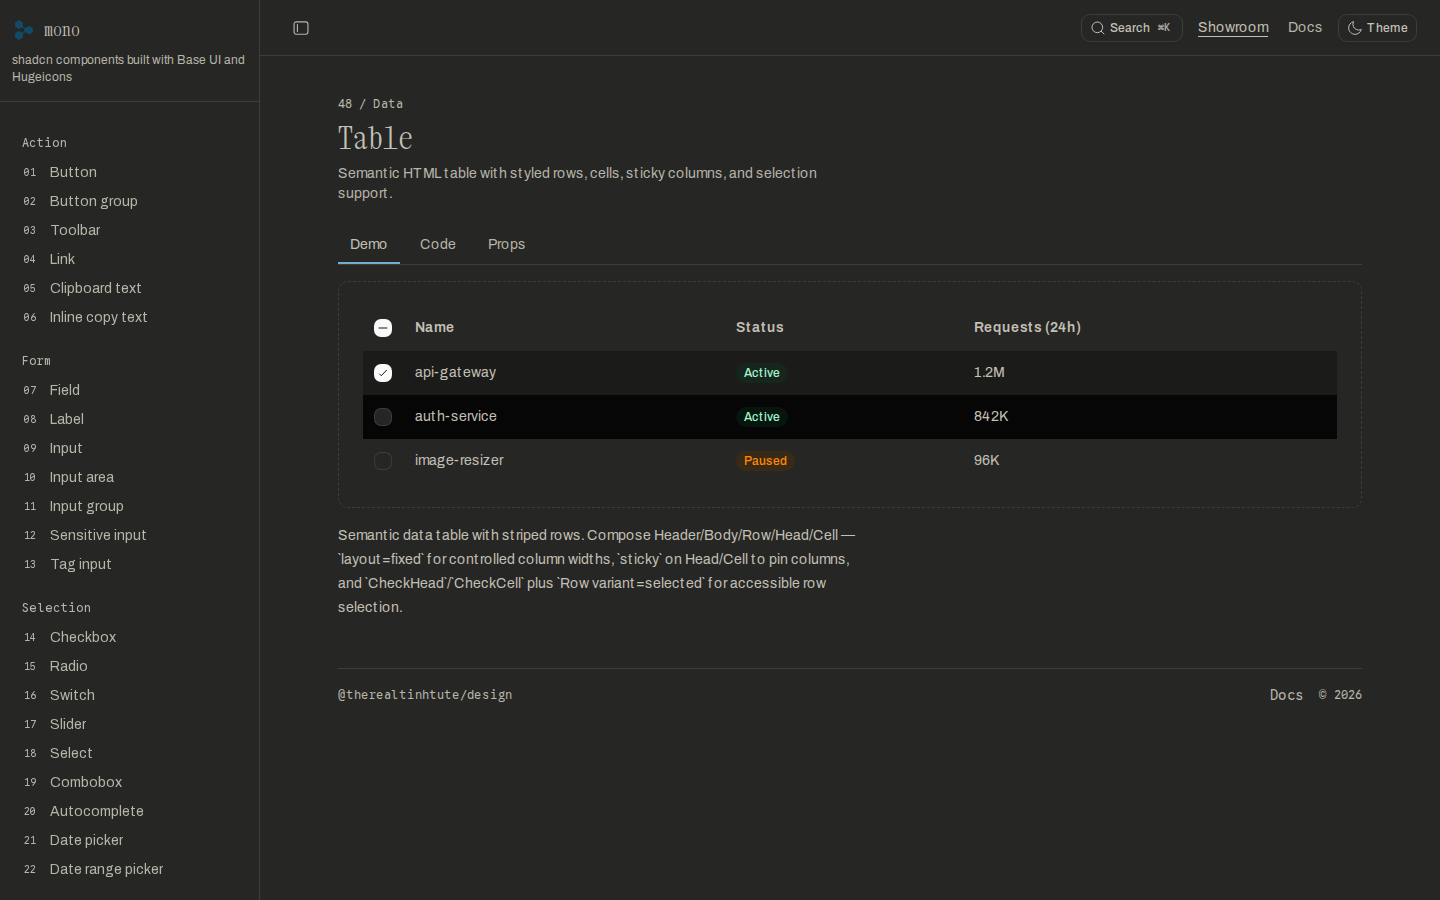 mono
shadcn components built with Base UI and
Hugeicons
Action
01 Button
02 Button group
03 Toolbar
04 Link
05 Clipboard text
06 Inline copy text
Form
07 Field
08 Label
09 Input
10 Input area
11 Input group
12 Sensitive input
13 Tag input
Selection
14 Checkbox
15 Radio
16 Switch
17 Slider
18 Select
19 Combobox
20 Autocomplete
21 Date picker
22 Date range picker
Search ⌘K Showroom Docs Theme
48 / Data
Table
Semantic HTML table with styled rows, cells, sticky columns, and selection
support.
Demo Code Props
Name Status Requests (24h)
api-gateway Active 1.2M
auth-service Active 842K
image-resizer Paused 96K
Semantic data table with striped rows. Compose Header/Body/Row/Head/Cell —
`layout=fixed` for controlled column widths, `sticky` on Head/Cell to pin columns,
and `CheckHead`/`CheckCell` plus `Row variant=selected` for accessible row
selection.
@therealtinhtute/design Docs © 2026